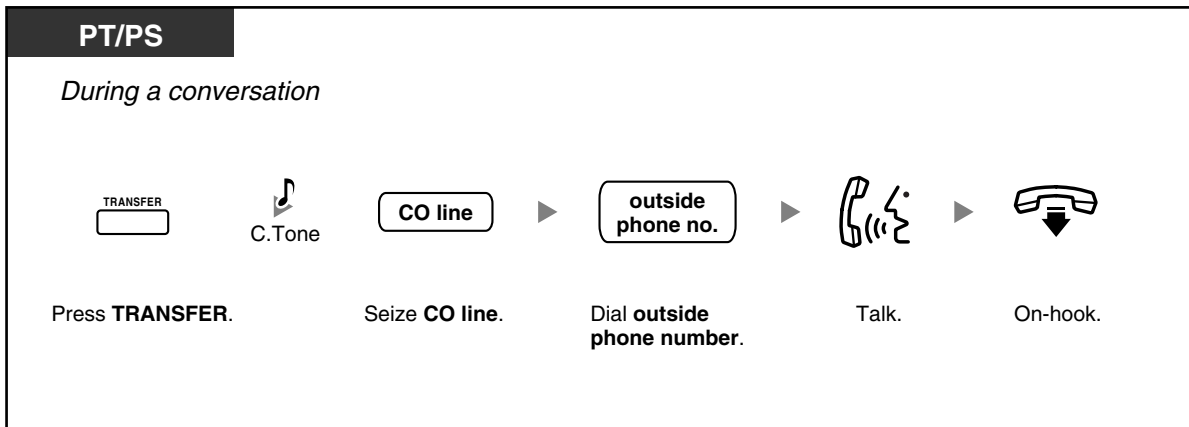 PT/PS
During a conversation
TRANSFER
C.Tone
CO line
outside
phone no.
Press TRANSFER.
Seize CO line.
Dial outside
phone number.
Talk.
On-hook.